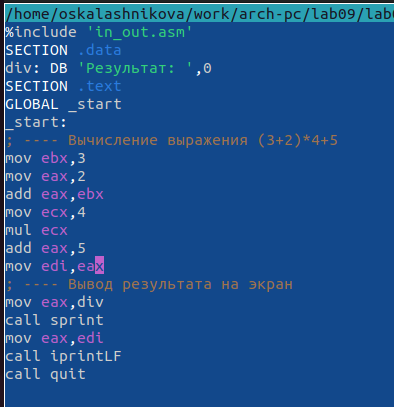 /home/oskalashnikova/work/arch-pc/lab09/lab
%include 'in_out.asm'
SECTION .data
div: DB 'Результат: ',0
SECTION .text
GLOBAL _start
_start:
; ---- Вычисление выражения (3+2)*4+5
mov ebx,3
mov eax,2
add eax,ebx
mov ecx,4
mul ecx
add eax,5
mov edi,eax
; ---- Вывод результата на экран
mov eax,div
call sprint
mov eax,edi
call iprintLF
call quit